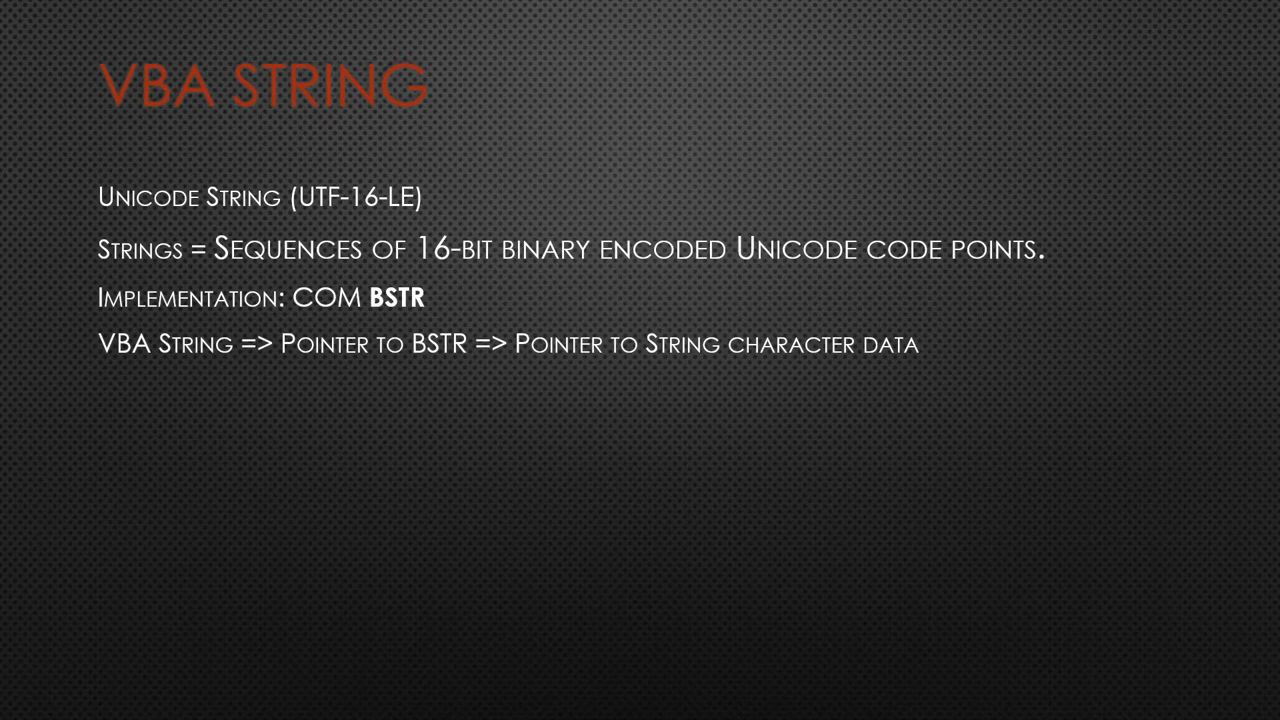 VBA STRING
Unicode String (UTF-16-LE)
Strings = Sequences of 16-bit binary encoded Unicode code points.
Implementation: COM BSTR
VBA String => Pointer to BSTR => Pointer to String character data